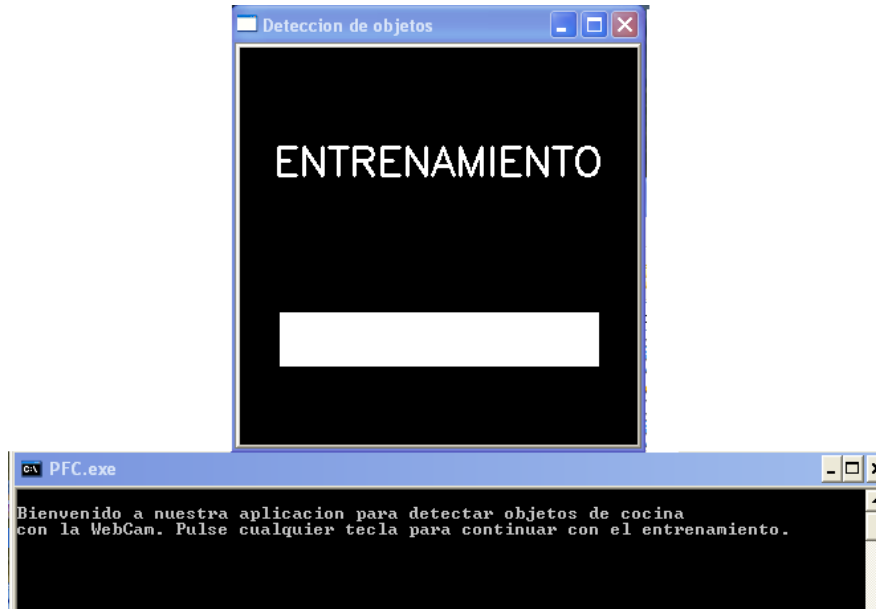 Deteccion de objetos
ENTRENAMIENTO
C:\ PFC.exe
Bienvenido a nuestra aplicacion para detectar objetos de cocina
con la WebCam. Pulse cualquier tecla para continuar con el entrenamiento.